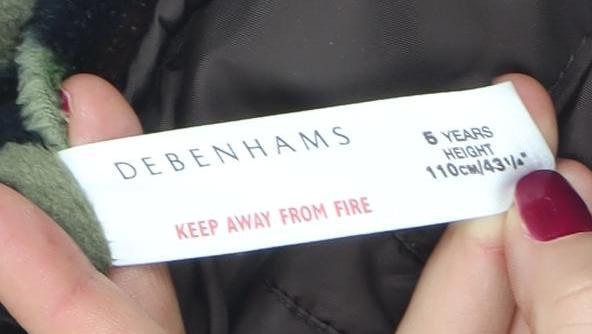 DEBENHAMS
KEEP AWAY FROM FIRE
5 YEARS
HEIGHT
110CM/43¼"